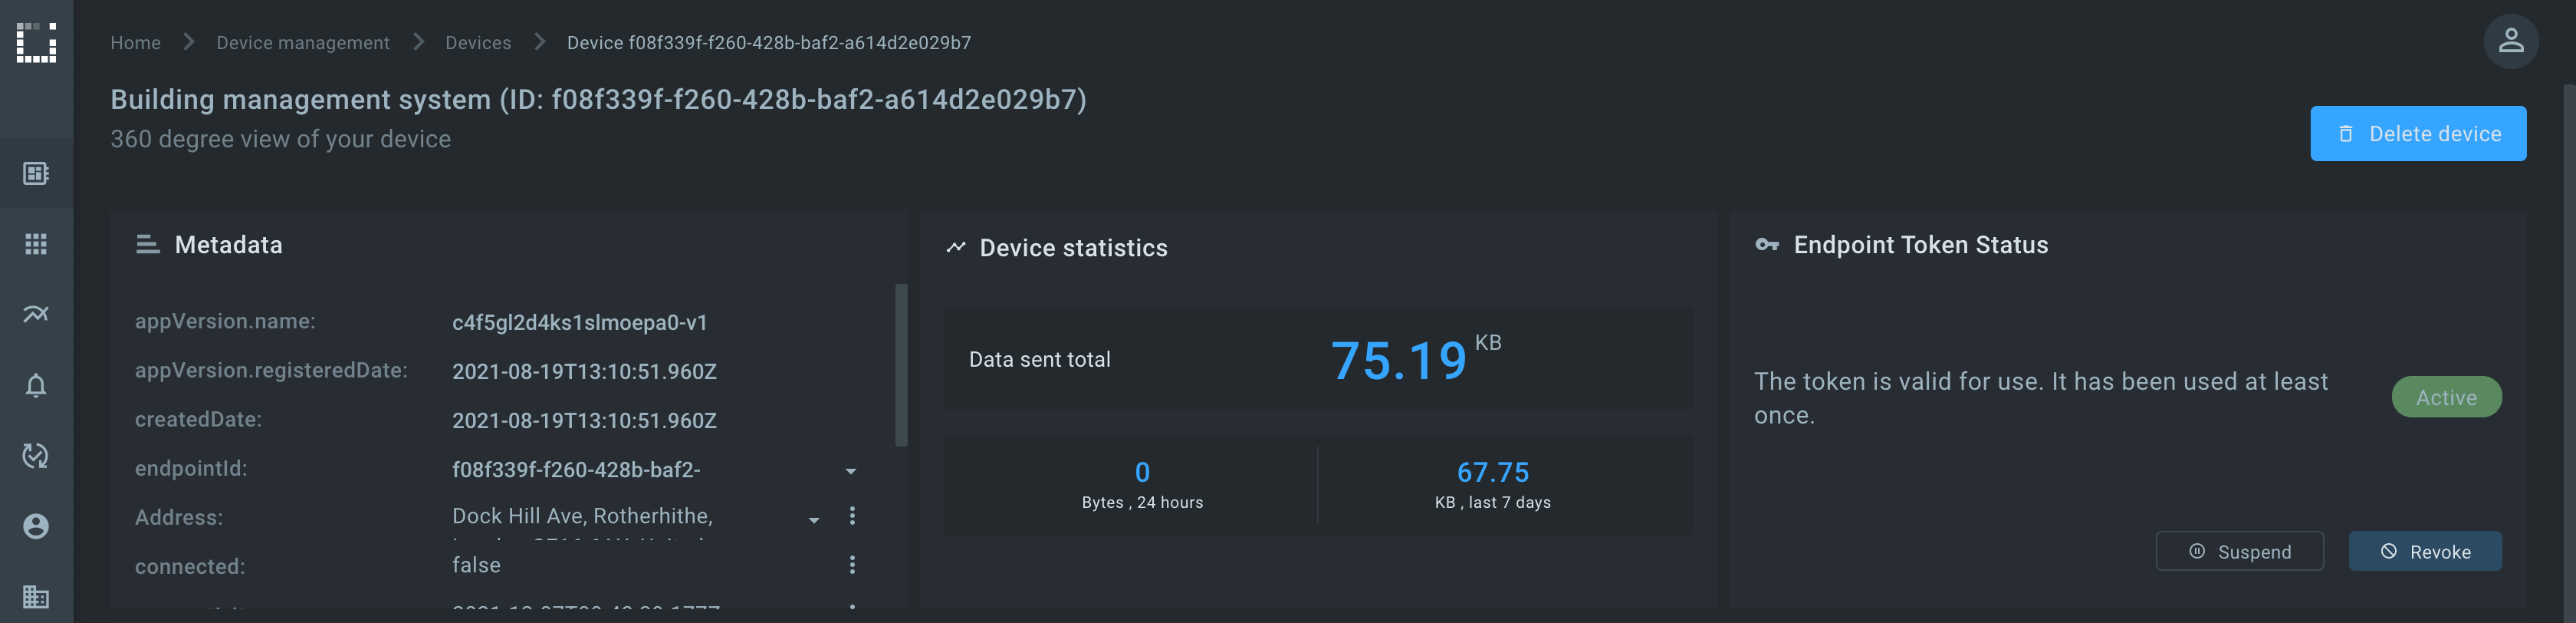 Home
Device management
Devices
Device f08f339f-f260-428b-baf2-a614d2e029b7
Building management system (ID: f08f339f-f260-428b-baf2-a614d2e029b7)
360 degree view of your device
Delete device
Metadata
appVersion.name: c4f5gl2d4ks1slmoepa0-v1
appVersion.registeredDate: 2021-08-19T13:10:51.960Z
createdDate: 2021-08-19T13:10:51.960Z
endpointId: f08f339f-f260-428b-baf2-
Address: Dock Hill Ave, Rotherhithe,
connected: false
Device statistics
Data sent total 75.19 KB
0
Bytes , 24 hours
67.75
KB , last 7 days
Endpoint Token Status
The token is valid for use. It has been used at least
once.
Active
Suspend
Revoke